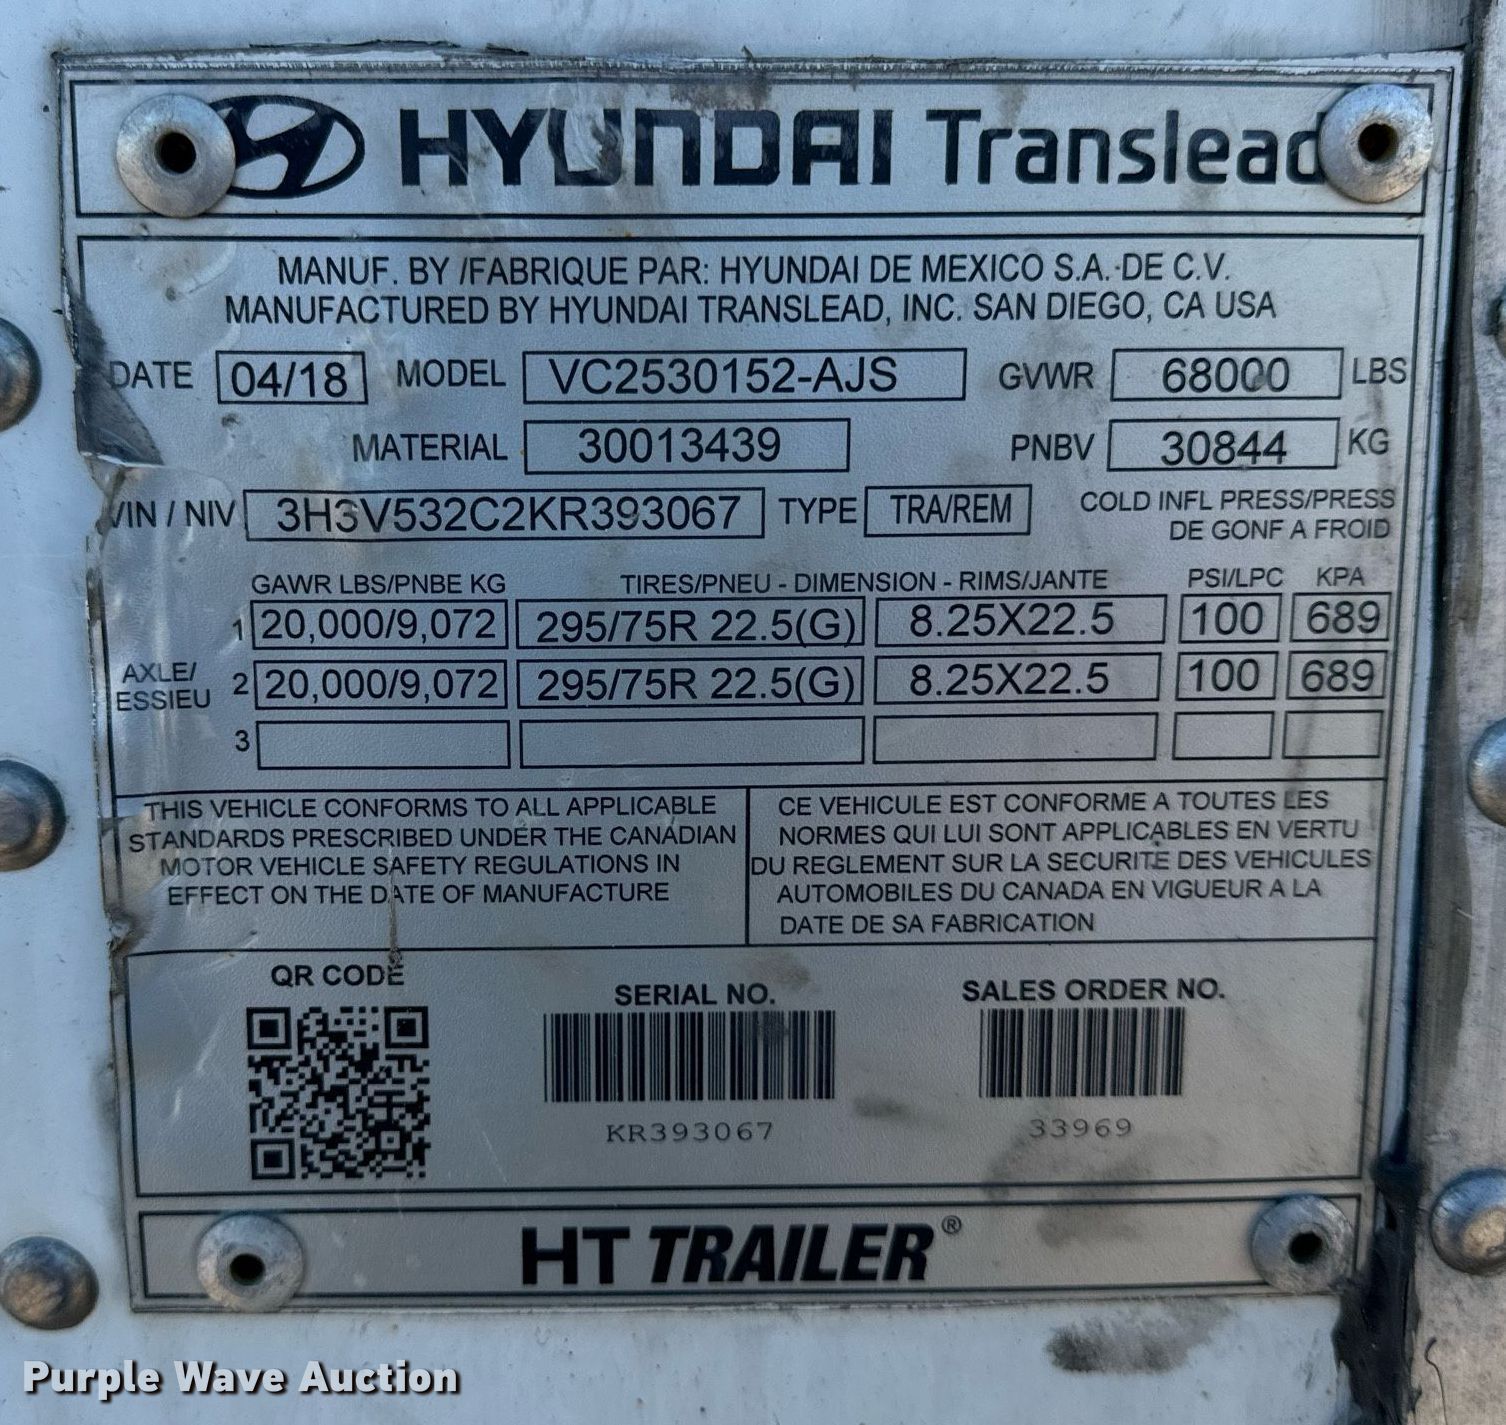 HYUNDAI Translead
MANUF. BY /FABRIQUE PAR: HYUNDAI DE MEXICO S.A. DE C.V.
MANUFACTURED BY HYUNDAI TRANSLEAD, INC. SAN DIEGO, CA USA
DATE 04/18 MODEL VC2530152-AJS GVWR 68000 LBS
MATERIAL 30013439 PNBV 30844 KG
VIN / NIV 3H3V532C2KR393067 TYPE TRA/REM COLD INFL PRESS/PRESS
DE GONF A FROID
GAWR LBS/PNBE KG TIRES/PNEU - DIMENSION - RIMS/JANTE PSI/LPC KPA
1 20,000/9,072 295/75R 22.5(G) 8.25X22.5 100 689
AXLE/
ESSIEU
2 20,000/9,072 295/75R 22.5(G) 8.25X22.5 100 689
3
THIS VEHICLE CONFORMS TO ALL APPLICABLE
STANDARDS PRESCRIBED UNDER THE CANADIAN
MOTOR VEHICLE SAFETY REGULATIONS IN
EFFECT ON THE DATE OF MANUFACTURE
CE VEHICULE EST CONFORME A TOUTES LES
NORMES QUI LUI SONT APPLICABLES EN VERTU
DU REGLEMENT SUR LA SECURITE DES VEHICULES
AUTOMOBILES DU CANADA EN VIGUEUR A LA
DATE DE SA FABRICATION
QR CODE
SERIAL NO.
KR393067
SALES ORDER NO.
33969
HT TRAILER®
Purple Wave Auction